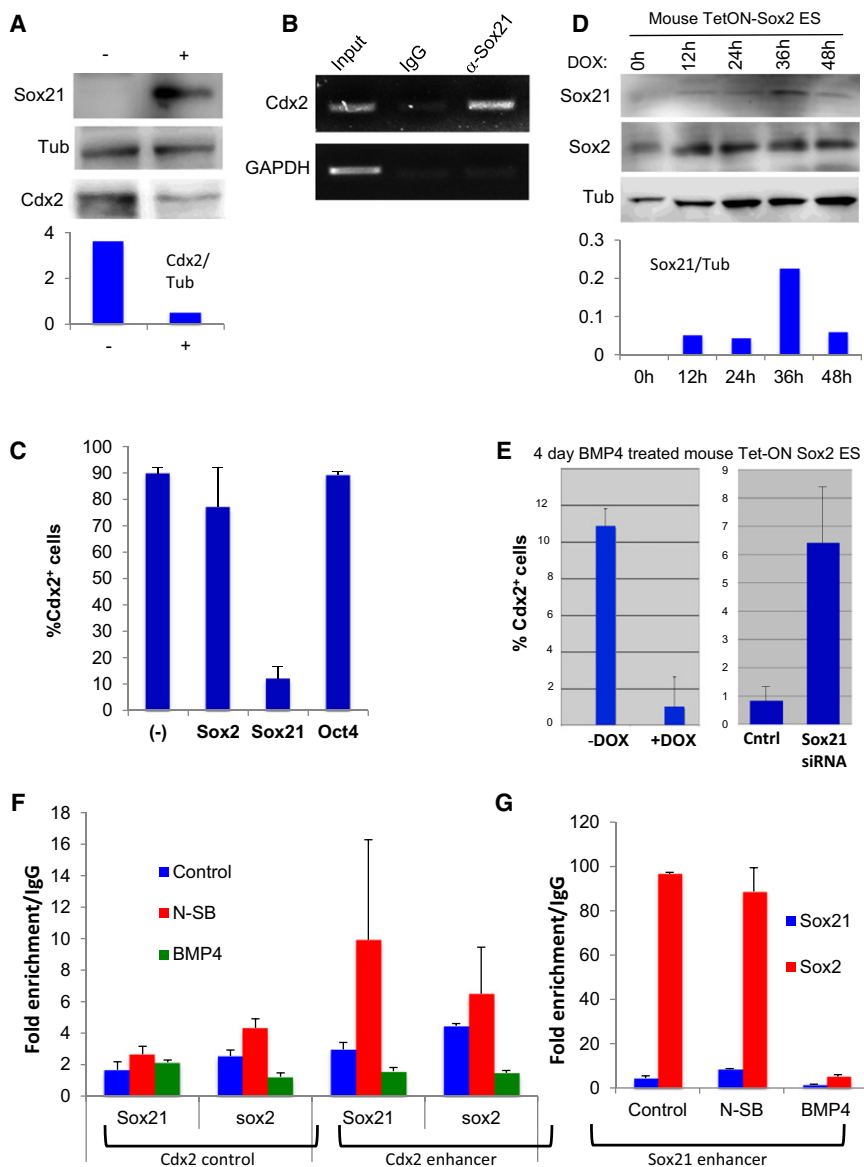 A
- +
Sox21
Tub
Cdx2
4
2
0
Cdx2/
Tub
- +
B
Input IgG α-Sox21
Cdx2
GAPDH
D
Mouse TetON-Sox2 ES
DOX: 0h 12h 24h 36h 48h
Sox21
Sox2
Tub
0.3
0.2
0.1
0
Sox21/Tub
0h 12h 24h 36h 48h
C
%Cdx2⁺ cells
100
90
80
70
60
50
40
30
20
10
0
(-) Sox2 Sox21 Oct4
E
4 day BMP4 treated mouse Tet-ON Sox2 ES
% Cdx2⁺ cells
12
10
8
6
4
2
0
-DOX +DOX
9
8
7
6
5
4
3
2
1
0
Cntrl Sox21
siRNA
F
Fold enrichment/IgG
18
16
14
12
10
8
6
4
2
0
Control
N-SB
BMP4
Sox21 sox2 Sox21 sox2
Cdx2 control Cdx2 enhancer
G
Fold enrichment/IgG
120
100
80
60
40
20
0
Sox21
Sox2
Control N-SB BMP4
Sox21 enhancer